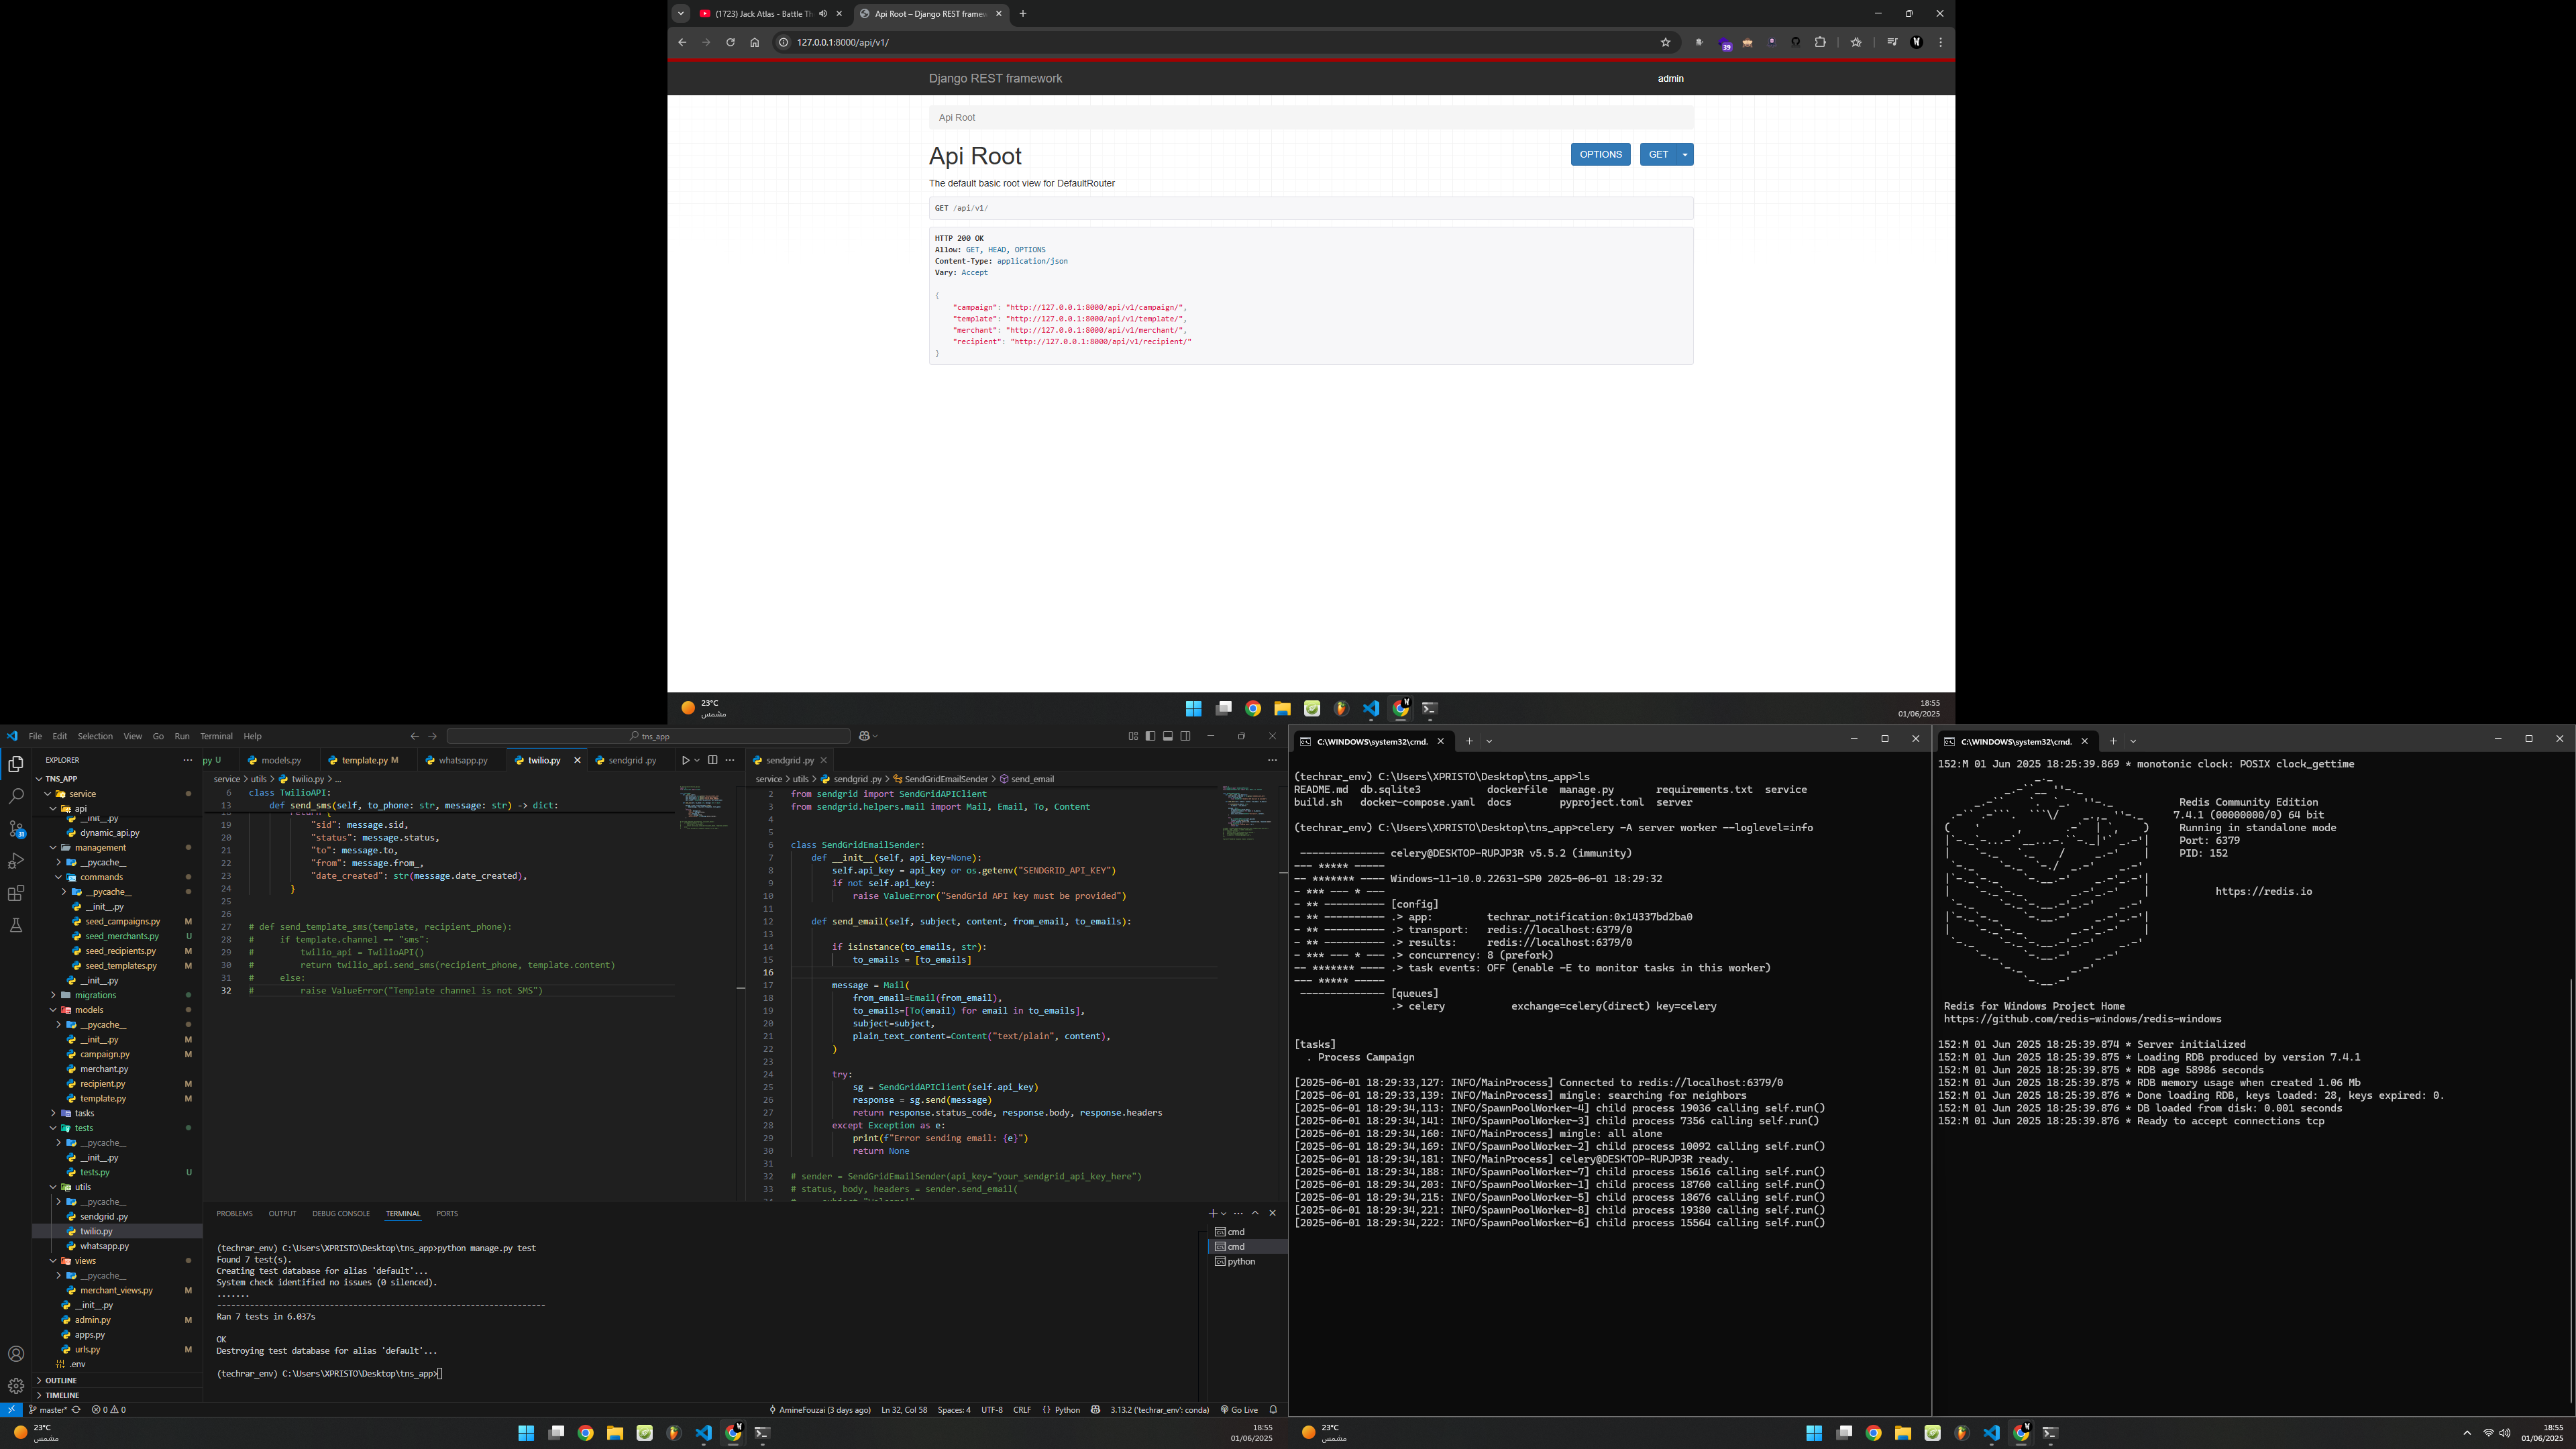 (1723) Jack Atlas - Battle Th
Api Root – Django REST framew
127.0.0.1:8000/api/v1/
39
Django REST framework
admin
Api Root
Api Root
OPTIONS
GET
The default basic root view for DefaultRouter
GET /api/v1/
HTTP 200 OK
Allow: GET, HEAD, OPTIONS
Content-Type: application/json
Vary: Accept
{
"campaign": "http://127.0.0.1:8000/api/v1/campaign/",
"template": "http://127.0.0.1:8000/api/v1/template/",
"merchant": "http://127.0.0.1:8000/api/v1/merchant/",
"recipient": "http://127.0.0.1:8000/api/v1/recipient/"
}
23°C
مشمس
18:55
01/06/2025
File Edit Selection View Go Run Terminal Help
tns_app
EXPLORER
TNS_APP
service
api
__init__.py
dynamic_api.py
management
__pycache__
commands
__pycache__
__init__.py
seed_campaigns.py M
seed_merchants.py U
seed_recipients.py M
seed_templates.py M
__init__.py
migrations
models
__pycache__
__init__.py M
campaign.py M
merchant.py
recipient.py M
template.py M
tasks
tests
__pycache__
__init__.py
tests.py U
utils
__pycache__
sendgrid .py
twilio.py
whatsapp.py
views
__pycache__
merchant_views.py M
__init__.py
admin.py M
apps.py
urls.py M
.env
OUTLINE
TIMELINE
31
py U
models.py
template.py M
whatsapp.py
twilio.py
sendgrid .py
service > utils > twilio.py > ...
6 class TwilioAPI:
13 def send_sms(self, to_phone: str, message: str) -> dict:
18 return {
19 "sid": message.sid,
20 "status": message.status,
21 "to": message.to,
22 "from": message.from_,
23 "date_created": str(message.date_created),
24 }
25
26
27 # def send_template_sms(template, recipient_phone):
28 # if template.channel == "sms":
29 # twilio_api = TwilioAPI()
30 # return twilio_api.send_sms(recipient_phone, template.content)
31 # else:
32 # raise ValueError("Template channel is not SMS")
sendgrid .py
service > utils > sendgrid .py > SendGridEmailSender > send_email
2 from sendgrid import SendGridAPIClient
3 from sendgrid.helpers.mail import Mail, Email, To, Content
4
5
6 class SendGridEmailSender:
7 def __init__(self, api_key=None):
8 self.api_key = api_key or os.getenv("SENDGRID_API_KEY")
9 if not self.api_key:
10 raise ValueError("SendGrid API key must be provided")
11
12 def send_email(self, subject, content, from_email, to_emails):
13
14 if isinstance(to_emails, str):
15 to_emails = [to_emails]
16
17 message = Mail(
18 from_email=Email(from_email),
19 to_emails=[To(email) for email in to_emails],
20 subject=subject,
21 plain_text_content=Content("text/plain", content),
22 )
23
24 try:
25 sg = SendGridAPIClient(self.api_key)
26 response = sg.send(message)
27 return response.status_code, response.body, response.headers
28 except Exception as e:
29 print(f"Error sending email: {e}")
30 return None
31
32 # sender = SendGridEmailSender(api_key="your_sendgrid_api_key_here")
33 # status, body, headers = sender.send_email(
PROBLEMS OUTPUT DEBUG CONSOLE TERMINAL PORTS
(techrar_env) C:\Users\XPRISTO\Desktop\tns_app>python manage.py test
Found 7 test(s).
Creating test database for alias 'default'...
System check identified no issues (0 silenced).
.......
----------------------------------------------------------------------
Ran 7 tests in 6.037s
OK
Destroying test database for alias 'default'...
(techrar_env) C:\Users\XPRISTO\Desktop\tns_app>
cmd
cmd
python
master* 0 0
AmineFouzai (3 days ago) Ln 32, Col 58 Spaces: 4 UTF-8 CRLF {} Python 3.13.2 ('techrar_env': conda) Go Live
23°C
مشمس
18:55
01/06/2025
C:\WINDOWS\system32\cmd.
(techrar_env) C:\Users\XPRISTO\Desktop\tns_app>ls
README.md db.sqlite3 dockerfile manage.py requirements.txt service
build.sh docker-compose.yaml docs pyproject.toml server
(techrar_env) C:\Users\XPRISTO\Desktop\tns_app>celery -A server worker --loglevel=info
-------------- celery@DESKTOP-RUPJP3R v5.5.2 (immunity)
--- ***** -----
-- ******* ---- Windows-11-10.0.22631-SP0 2025-06-01 18:29:32
- *** --- * ---
- ** ---------- [config]
- ** ---------- .> app: techrar_notification:0x14337bd2ba0
- ** ---------- .> transport: redis://localhost:6379/0
- ** ---------- .> results: redis://localhost:6379/0
- *** --- * --- .> concurrency: 8 (prefork)
-- ******* ---- .> task events: OFF (enable -E to monitor tasks in this worker)
--- ***** -----
-------------- [queues]
.> celery exchange=celery(direct) key=celery
[tasks]
. Process Campaign
[2025-06-01 18:29:33,127: INFO/MainProcess] Connected to redis://localhost:6379/0
[2025-06-01 18:29:33,139: INFO/MainProcess] mingle: searching for neighbors
[2025-06-01 18:29:34,113: INFO/SpawnPoolWorker-4] child process 19036 calling self.run()
[2025-06-01 18:29:34,141: INFO/SpawnPoolWorker-3] child process 7356 calling self.run()
[2025-06-01 18:29:34,160: INFO/MainProcess] mingle: all alone
[2025-06-01 18:29:34,169: INFO/SpawnPoolWorker-2] child process 10092 calling self.run()
[2025-06-01 18:29:34,181: INFO/MainProcess] celery@DESKTOP-RUPJP3R ready.
[2025-06-01 18:29:34,188: INFO/SpawnPoolWorker-7] child process 15616 calling self.run()
[2025-06-01 18:29:34,203: INFO/SpawnPoolWorker-1] child process 18760 calling self.run()
[2025-06-01 18:29:34,215: INFO/SpawnPoolWorker-5] child process 18676 calling self.run()
[2025-06-01 18:29:34,221: INFO/SpawnPoolWorker-8] child process 19380 calling self.run()
[2025-06-01 18:29:34,222: INFO/SpawnPoolWorker-6] child process 15564 calling self.run()
C:\WINDOWS\system32\cmd.
152:M 01 Jun 2025 18:25:39.869 * monotonic clock: POSIX clock_gettime
Redis Community Edition
7.4.1 (00000000/0) 64 bit
Running in standalone mode
Port: 6379
PID: 152
https://redis.io
Redis for Windows Project Home
https://github.com/redis-windows/redis-windows
152:M 01 Jun 2025 18:25:39.874 * Server initialized
152:M 01 Jun 2025 18:25:39.875 * Loading RDB produced by version 7.4.1
152:M 01 Jun 2025 18:25:39.875 * RDB age 58986 seconds
152:M 01 Jun 2025 18:25:39.875 * RDB memory usage when created 1.06 Mb
152:M 01 Jun 2025 18:25:39.876 * Done loading RDB, keys loaded: 28, keys expired: 0.
152:M 01 Jun 2025 18:25:39.876 * DB loaded from disk: 0.001 seconds
152:M 01 Jun 2025 18:25:39.876 * Ready to accept connections tcp
23°C
مشمس
18:55
01/06/2025